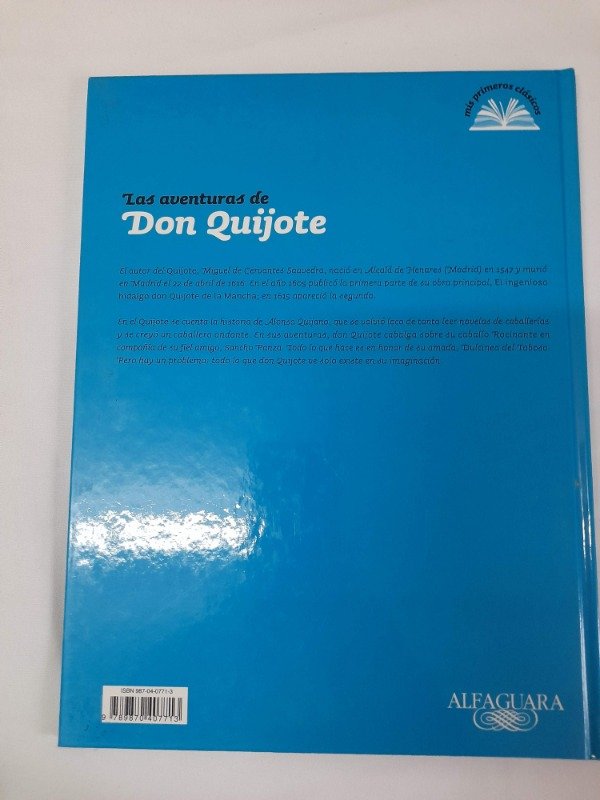 mis primeros clásicos
Las aventuras de
Don Quijote
El autor del Quijote, Miguel de Cervantes Saavedra, nació en Alcalá de Henares (Madrid) en 1547 y murió
en Madrid el 22 de abril de 1616. En el año 1605 publicó la primera parte de su obra principal, El ingenioso
hidalgo don Quijote de la Mancha; en 1615 apareció la segunda.
En el Quijote se cuenta la historia de Alonso Quijano, que se volvió loco de tanto leer novelas de caballerías
y se creyó un caballero andante. En sus aventuras, don Quijote cabalga sobre su caballo Rocinante en
compañía de su fiel amigo, Sancho Panza. Todo lo que hace es en honor de su amada, Dulcinea del Toboso.
Pero hay un problema: todo lo que don Quijote ve solo existe en su imaginación.
ISBN 987-04-0771-3
9 789870 407713
ALFAGUARA